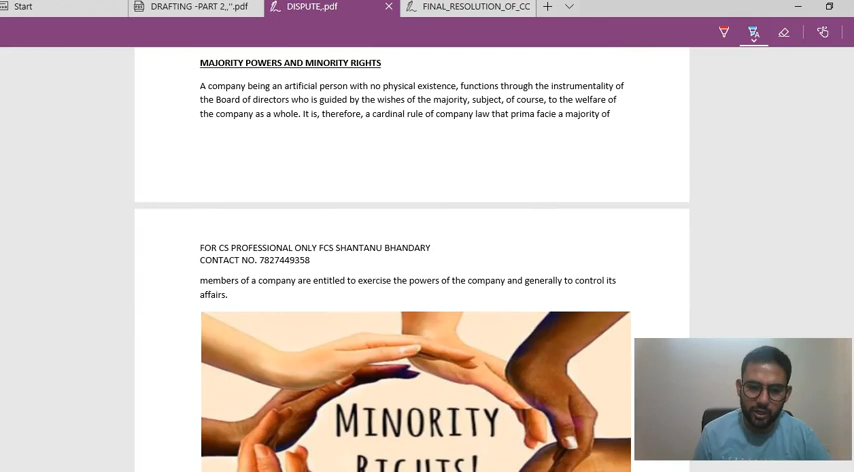 Start
DRAFTING -PART 2,,''.pdf
DISPUTE,.pdf
FINAL_RESOLUTION_OF_CC
MAJORITY POWERS AND MINORITY RIGHTS
A company being an artificial person with no physical existence, functions through the instrumentality of
the Board of directors who is guided by the wishes of the majority, subject, of course, to the welfare of
the company as a whole. It is, therefore, a cardinal rule of company law that prima facie a majority of
FOR CS PROFESSIONAL ONLY FCS SHANTANU BHANDARY
CONTACT NO. 7827449358
members of a company are entitled to exercise the powers of the company and generally to control its
affairs.
MINORITY
RIGHTS!